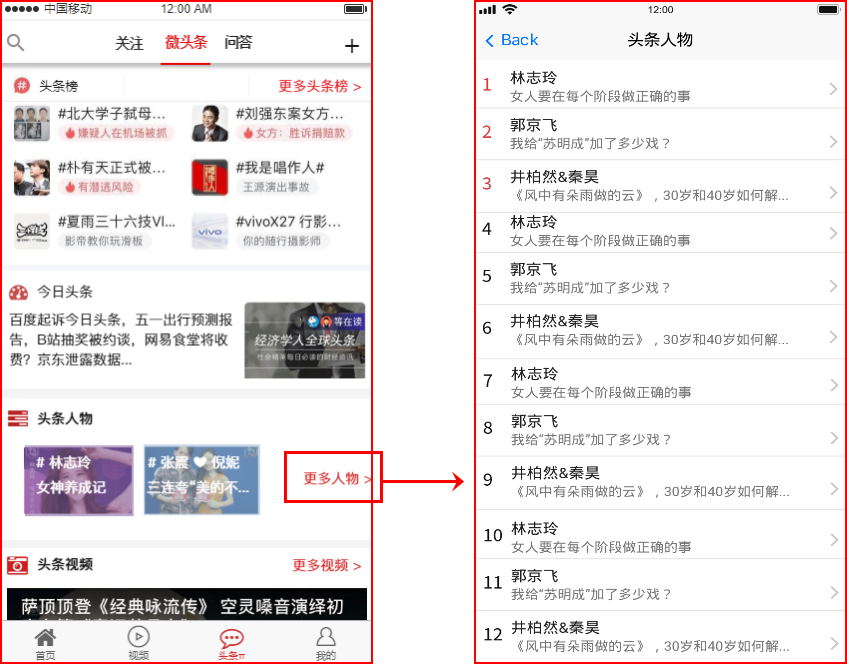 中国移动
12:00 AM
关注
微头条
问答
+
#
头条榜
更多头条榜 >
#北大学子弑母...
嫌疑人在机场被抓
#刘强东案女方...
女方：胜诉捐赔款
#朴有天正式被...
有潜逃风险
#我是唱作人#
王源演出事故
#夏雨三十六技VI...
影帝教你玩滑板
vivo
#vivoX27 行影...
你的随行摄影师
今日头条
百度起诉今日头条，五一出行预测报
告，B站抽奖被约谈，网易食堂将收
费？京东泄露数据...
等在读
经济学人全球头条
社会精英每日必读的财经资讯
头条人物
# 林志玲
女神养成记
# 张震 ❤ 倪妮
三连夸“美的不...
更多人物 >
头条视频
更多视频 >
萨顶顶登《经典咏流传》 空灵嗓音演绎初
首页
视频
头条
我的
12:00
Back
头条人物
1
林志玲
女人要在每个阶段做正确的事
2
郭京飞
我给“苏明成”加了多少戏？
3
井柏然&秦昊
《风中有朵雨做的云》，30岁和40岁如何解...
4
林志玲
女人要在每个阶段做正确的事
5
郭京飞
我给“苏明成”加了多少戏？
6
井柏然&秦昊
《风中有朵雨做的云》，30岁和40岁如何解...
7
林志玲
女人要在每个阶段做正确的事
8
郭京飞
我给“苏明成”加了多少戏？
9
井柏然&秦昊
《风中有朵雨做的云》，30岁和40岁如何解...
10
林志玲
女人要在每个阶段做正确的事
11
郭京飞
我给“苏明成”加了多少戏？
12
井柏然&秦昊
《风中有朵雨做的云》，30岁和40岁如何解...